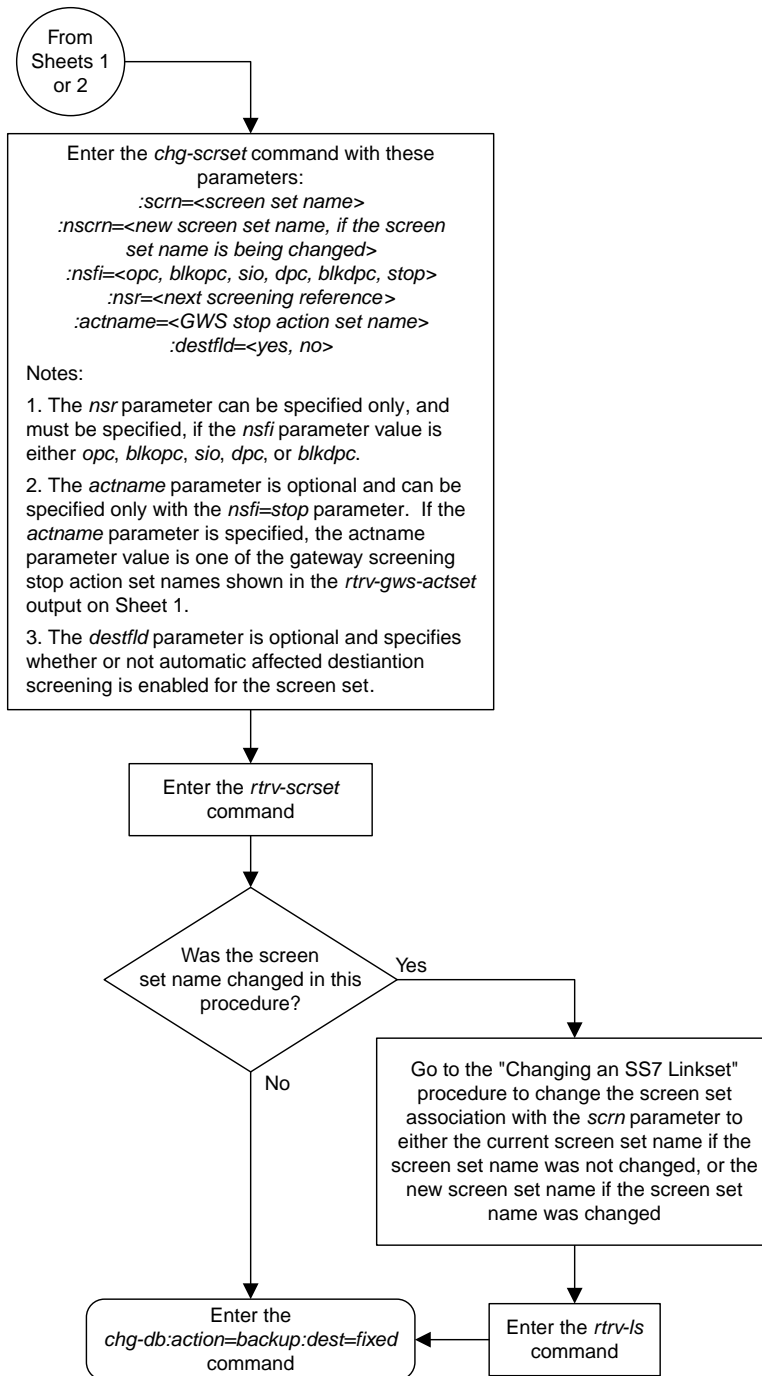 From
Sheets 1
or 2
Enter the chg-scrset command with these
parameters:
:scrn=<screen set name>
:nscrn=<new screen set name, if the screen
set name is being changed>
:nsfi=<opc, blkopc, sio, dpc, blkdpc, stop>
:nsr=<next screening reference>
:actname=<GWS stop action set name>
:destfld=<yes, no>
Notes:
1. The nsr parameter can be specified only, and
must be specified, if the nsfi parameter value is
either opc, blkopc, sio, dpc, or blkdpc.
2. The actname parameter is optional and can be
specified only with the nsfi=stop parameter. If the
actname parameter is specified, the actname
parameter value is one of the gateway screening
stop action set names shown in the rtrv-gws-actset
output on Sheet 1.
3. The destfld parameter is optional and specifies
whether or not automatic affected destiantion
screening is enabled for the screen set.
Enter the rtrv-scrset
command
Was the screen
set name changed in this
procedure?
Yes
No
Go to the "Changing an SS7 Linkset"
procedure to change the screen set
association with the scrn parameter to
either the current screen set name if the
screen set name was not changed, or the
new screen set name if the screen set
name was changed
Enter the rtrv-ls
command
Enter the
chg-db:action=backup:dest=fixed
command